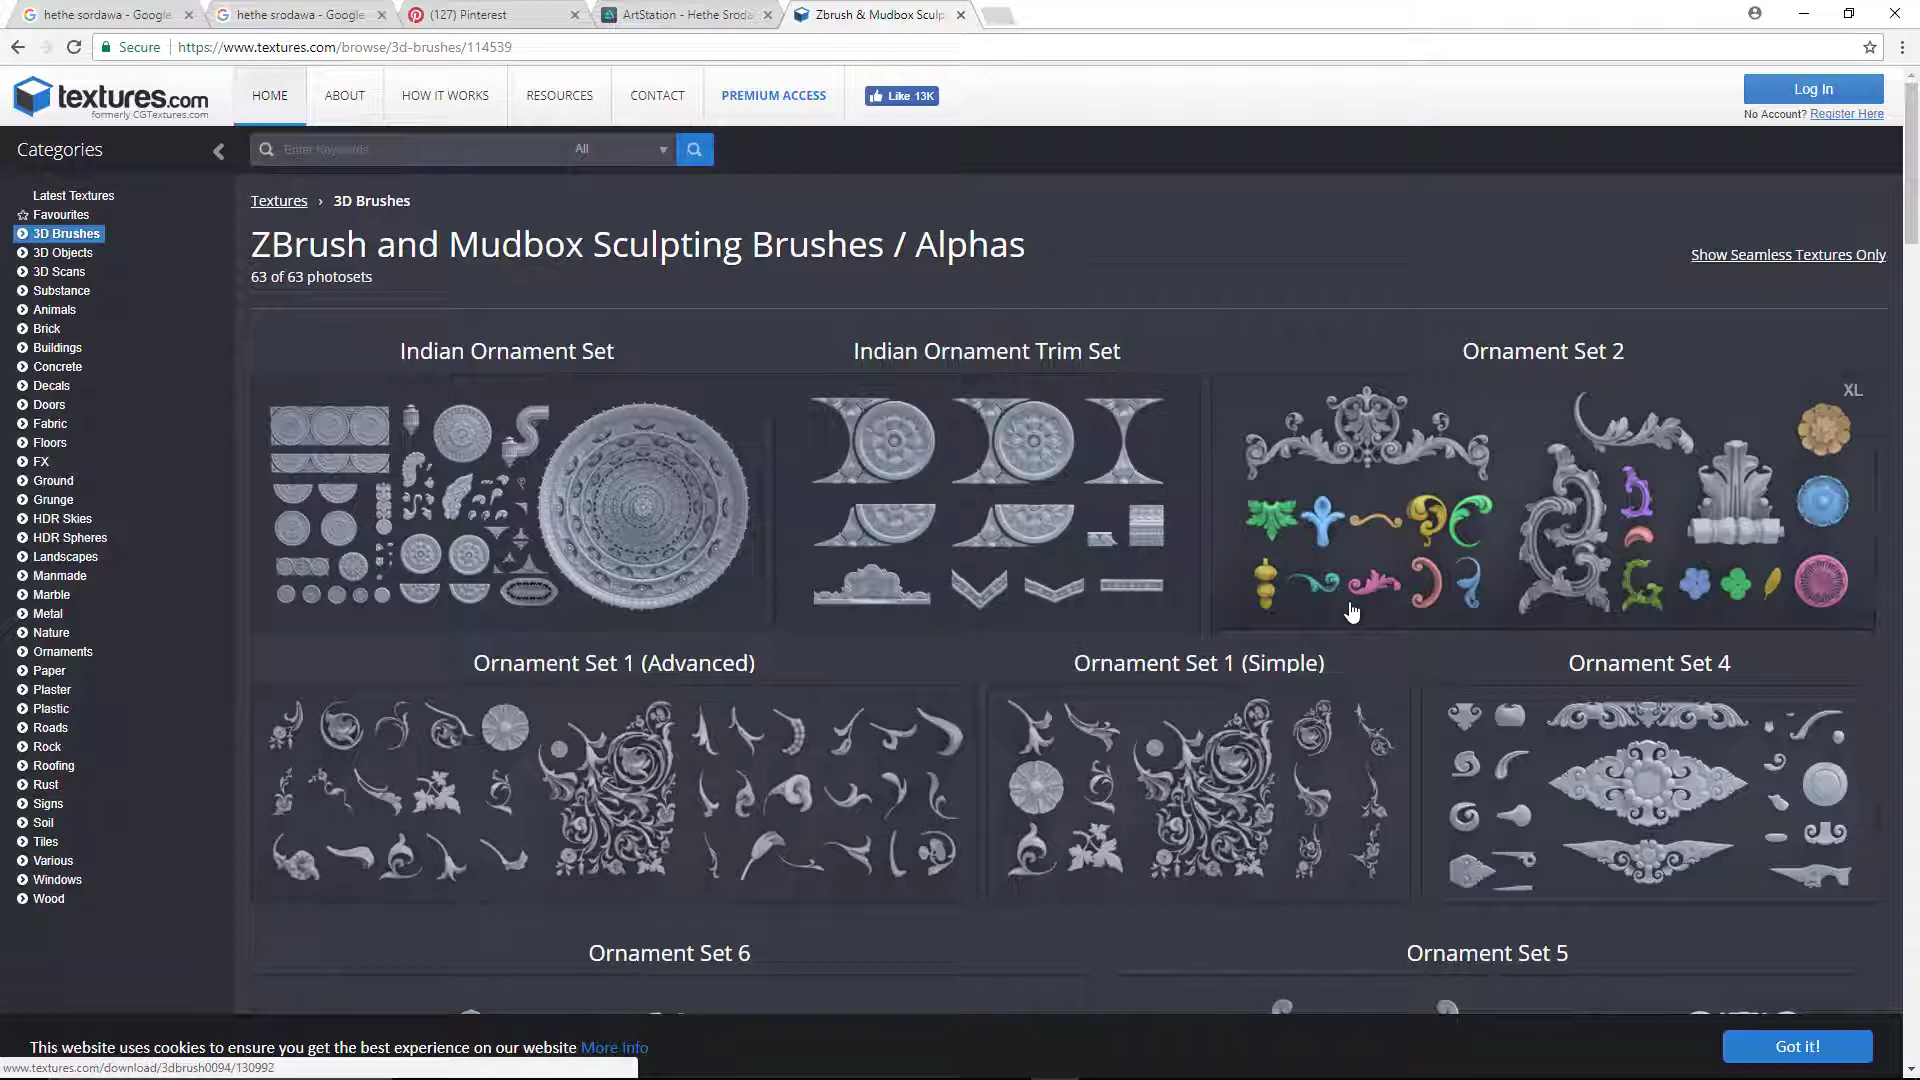 hethe sordawa - Google
hethe srodawa - Google
(127) Pinterest
ArtStation - Hethe Sroda
Zbrush & Mudbox Sculp
Secure
https://www.textures.com/browse/3d-brushes/114539
textures.com
formerly CGTextures.com
HOME
ABOUT
HOW IT WORKS
RESOURCES
CONTACT
PREMIUM ACCESS
Like 13K
Log In
No Account? Register Here
Categories
Enter Keywords
All
Latest Textures
Favourites
3D Brushes
3D Objects
3D Scans
Substance
Animals
Brick
Buildings
Concrete
Decals
Doors
Fabric
Floors
FX
Ground
Grunge
HDR Skies
HDR Spheres
Landscapes
Manmade
Marble
Metal
Nature
Ornaments
Paper
Plaster
Plastic
Roads
Rock
Roofing
Rust
Signs
Soil
Tiles
Various
Windows
Wood
Textures › 3D Brushes
ZBrush and Mudbox Sculpting Brushes / Alphas
63 of 63 photosets
Show Seamless Textures Only
Indian Ornament Set
Indian Ornament Trim Set
Ornament Set 2
XL
Ornament Set 1 (Advanced)
Ornament Set 1 (Simple)
Ornament Set 4
Ornament Set 6
Ornament Set 5
This website uses cookies to ensure you get the best experience on our website More Info
Got it!
www.textures.com/download/3dbrush0094/130992